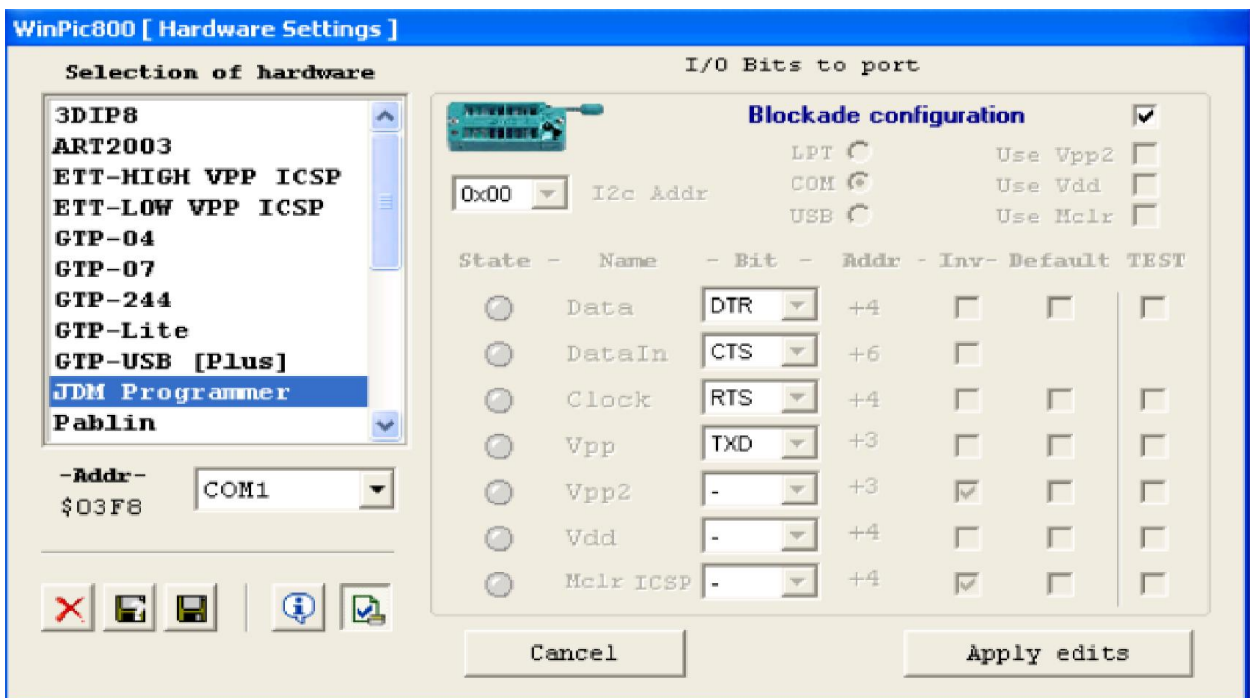 WinPic800 [ Hardware Settings ]
Selection of hardware
3DIP8
ART2003
ETT-HIGH VPP ICSP
ETT-LOW VPP ICSP
GTP-04
GTP-07
GTP-244
GTP-Lite
GTP-USB [Plus]
JDM Programmer
Pablin
-Addr-
$03F8
COM1
I/O Bits to port
Blockade configuration
0x00 I2c Addr
LPT
COM
USB
Use Vpp2
Use Vdd
Use Mclr
State - Name - Bit - Addr - Inv- Default TEST
Data DTR +4
DataIn CTS +6
Clock RTS +4
Vpp TXD +3
Vpp2 - +3
Vdd - +4
Mclr ICSP - +4
Cancel
Apply edits